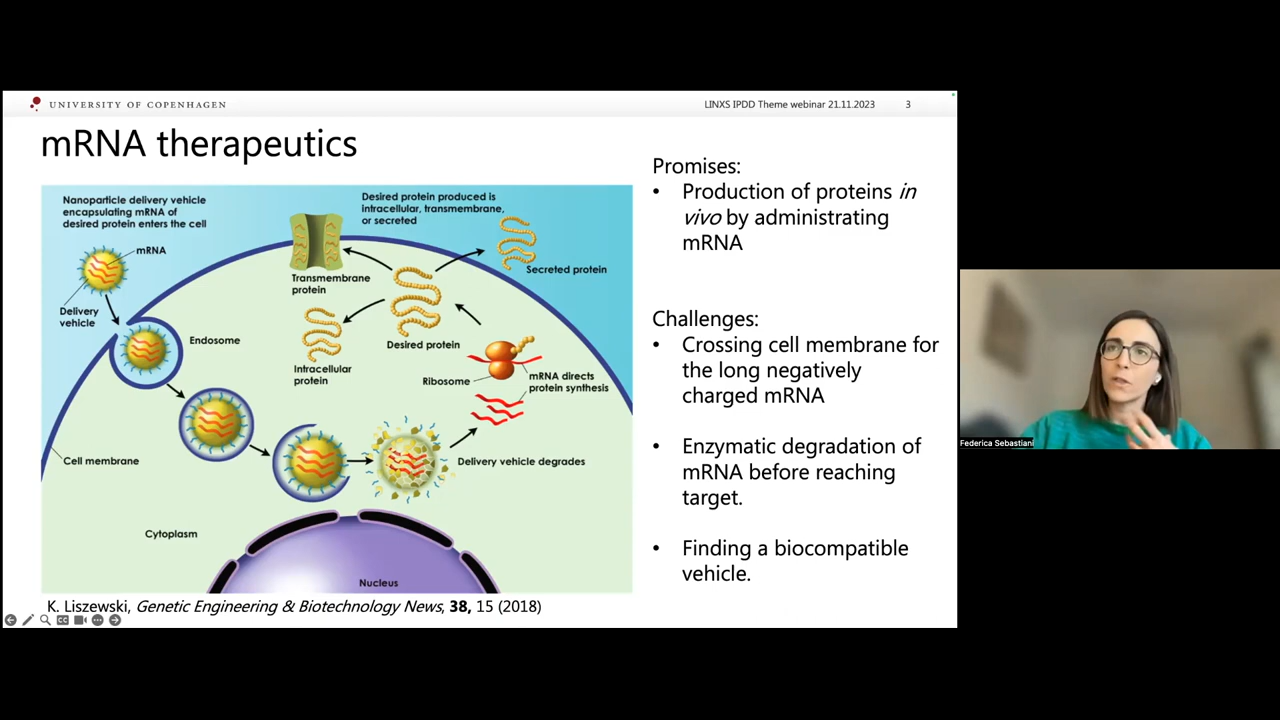 UNIVERSITY OF COPENHAGEN
LINXS IPDD Theme webinar 21.11.2023
3
mRNA therapeutics
Nanoparticle delivery vehicle
encapsulating mRNA of
desired protein enters the cell
mRNA
Delivery
vehicle
Endosome
Desired protein produced is
intracellular, transmembrane,
or secreted
Transmembrane
protein
Secreted protein
Intracellular
protein
Desired protein
Ribosome
mRNA directs
protein synthesis
Cell membrane
Delivery vehicle degrades
Cytoplasm
Nucleus
K. Liszewski, Genetic Engineering & Biotechnology News, 38, 15 (2018)
Promises:
• Production of proteins in
vivo by administrating
mRNA
Challenges:
• Crossing cell membrane for
the long negatively
charged mRNA
• Enzymatic degradation of
mRNA before reaching
target.
• Finding a biocompatible
vehicle.
Federica Sebastiani